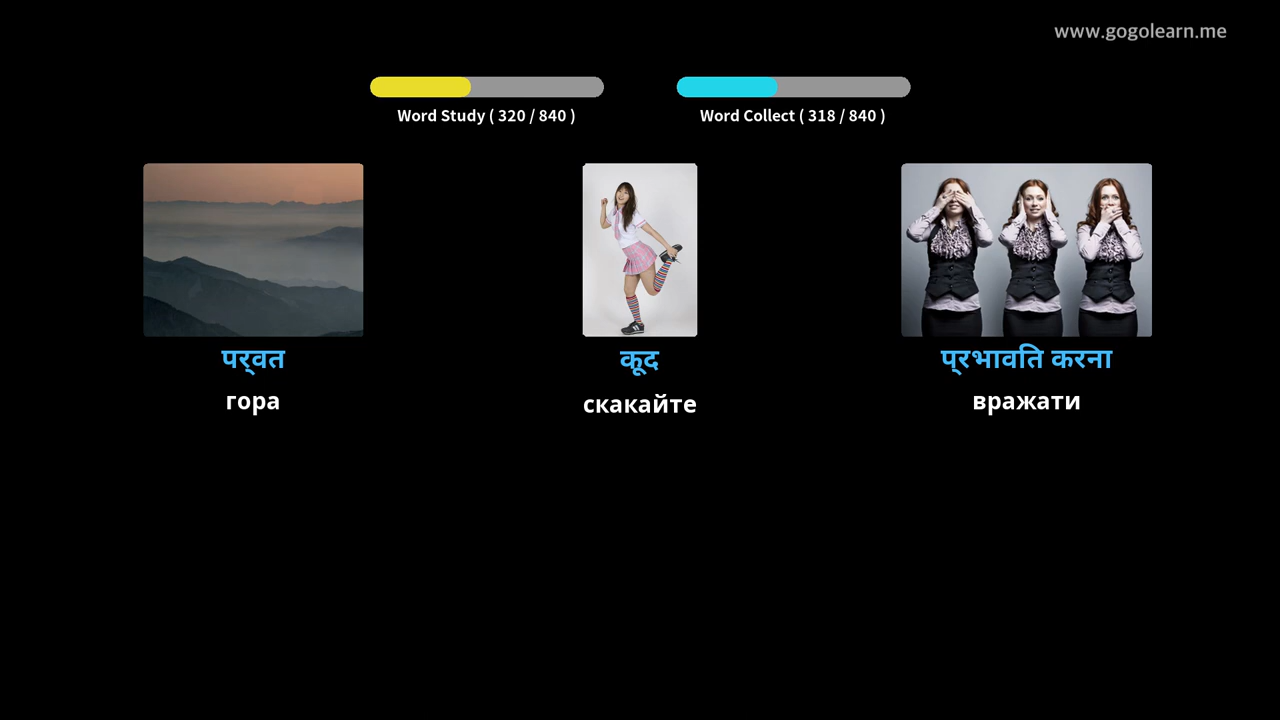 www.gogolearn.me
Word Study ( 320 / 840 )
Word Collect ( 318 / 840 )
पर्वत
कूद
प्रभावति करना
гора
скакайте
вражати